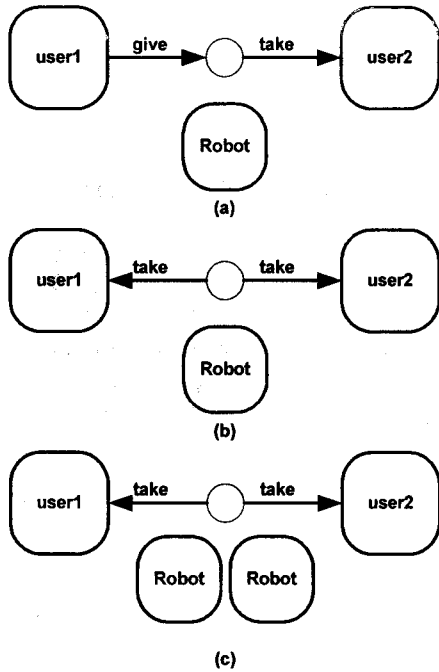 give take
user1 user2
Robot
(a)
take take
user1 user2
Robot
(b)
take take
user1 user2
Robot Robot
(c)